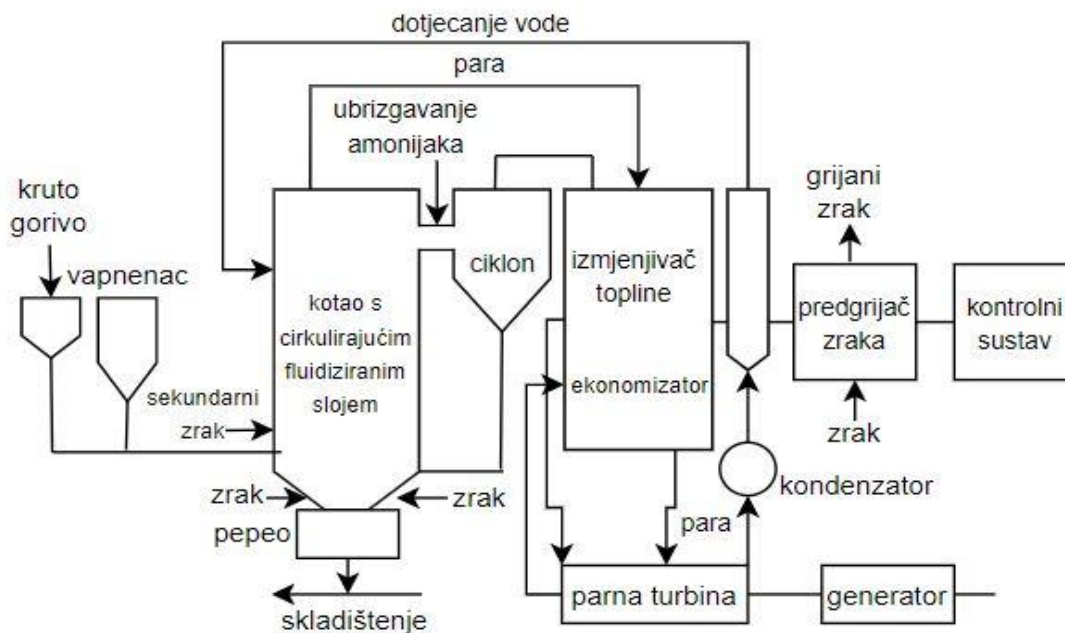 dotjecanje vode
para
ubrizgavanje
amonijaka
kruto
gorivo
vapnenac
grijani
zrak
ciklon
izmjenjivač
topline
kotao s
cirkulirajućim
fluidiziranim
slojem
predgrijač
zraka
kontrolni
sustav
ekonomizator
sekundarni
zrak
zrak
kondenzator
zrak
zrak
pepeo
para
parna turbina
generator
skladištenje